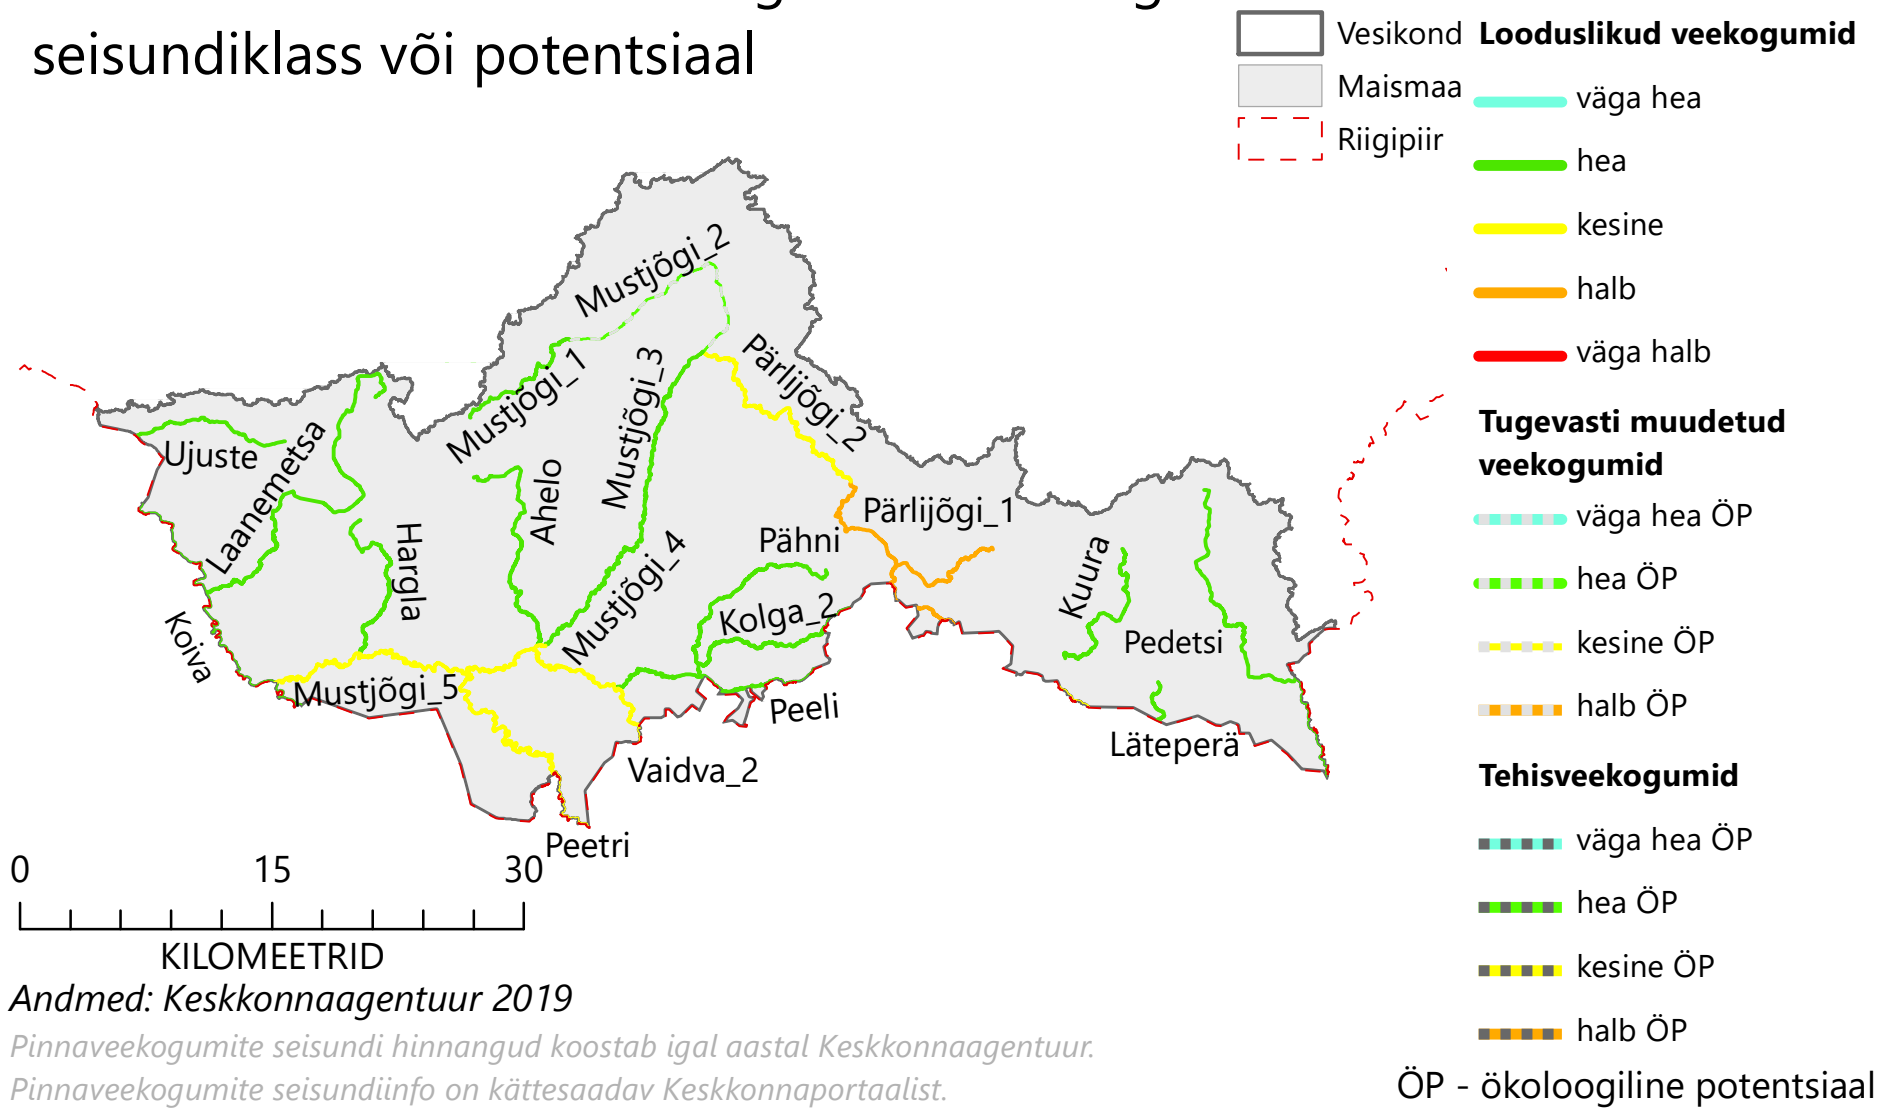 seisundiklass või potentsiaal
Vesikond
Maismaa
Riigipiir
Looduslikud veekogumid
väga hea
hea
kesine
halb
väga halb
Tugevasti muudetud
veekogumid
väga hea ÖP
hea ÖP
kesine ÖP
halb ÖP
Tehisveekogumid
väga hea ÖP
hea ÖP
kesine ÖP
halb ÖP
ÖP - ökoloogiline potentsiaal
Mustjõgi_2
Mustjõgi_1
Mustjõgi_3
Pärlijõgi_2
Ujuste
Laanemetsa
Ahelo
Hargla
Pärlijõgi_1
Pähni
Mustjõgi_4
Kolga_2
Kuura
Pedetsi
Koiva
Mustjõgi_5
Peeli
Läteperä
Vaidva_2
Peetri
0 15 30
KILOMEETRID
Andmed: Keskkonnaagentuur 2019
Pinnaveekogumite seisundi hinnangud koostab igal aastal Keskkonnaagentuur.
Pinnaveekogumite seisundiinfo on kättesaadav Keskkonnaportaalist.